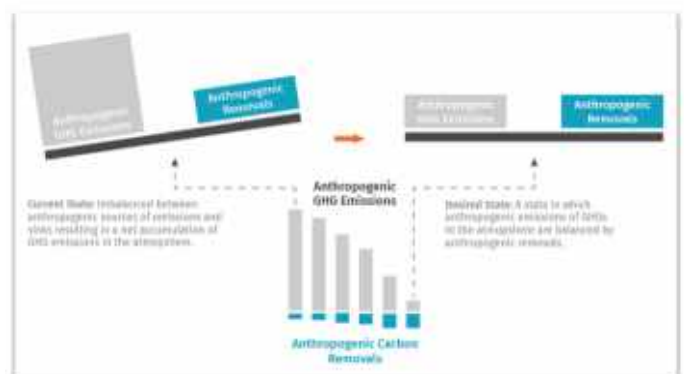 Anthropogenic
GHG Emissions
Anthropogenic
Removals
Anthropogenic
GHG Emissions
Anthropogenic
Removals
Current State: Imbalanced between
anthropogenic sources of emissions and
sinks resulting in a net accumulation of
GHG emissions in the atmosphere.
Anthropogenic
GHG Emissions
Desired State: A state in which
anthropogenic emissions of GHGs
to the atmosphere are balanced by
anthropogenic removals.
Anthropogenic Carbon
Removals